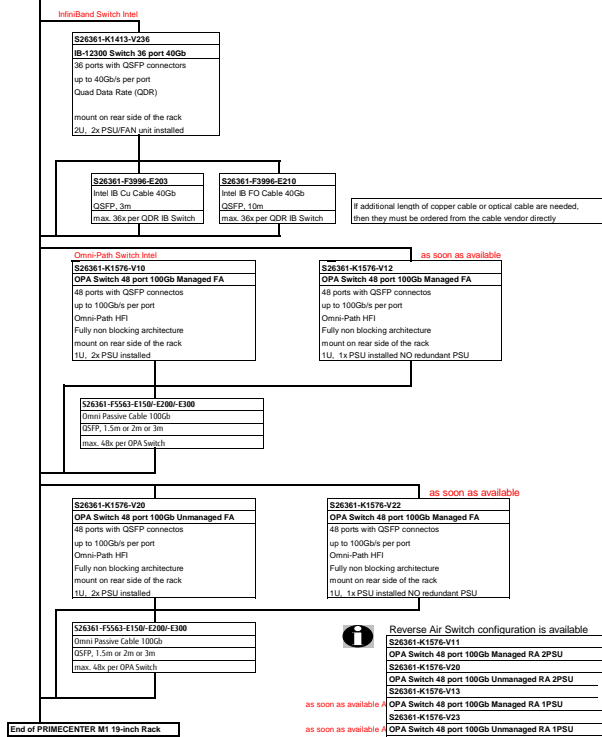 InfiniBand Switch Intel
S26361-K1413-V236
IB-12300 Switch 36 port 40Gb
36 ports with QSFP connectors
up to 40Gb/s per port
Quad Data Rate (QDR)
mount on rear side of the rack
2U, 2x PSU/FAN unit installed
S26361-F3996-E203
Intel IB Cu Cable 40Gb
QSFP, 3m
max. 36x per QDR IB Switch
S26361-F3996-E210
Intel IB FO Cable 40Gb
QSFP, 10m
max. 36x per QDR IB Switch
If additional length of copper cable or optical cable are needed,
then they must be ordered from the cable vendor directly
Omni-Path Switch Intel
S26361-K1576-V10
OPA Switch 48 port 100Gb Managed FA
48 ports with QSFP connectos
up to 100Gb/s per port
Omni-Path HFI
Fully non blocking architecture
mount on rear side of the rack
1U, 2x PSU installed
as soon as available
S26361-K1576-V12
OPA Switch 48 port 100Gb Managed FA
48 ports with QSFP connectos
up to 100Gb/s per port
Omni-Path HFI
Fully non blocking architecture
mount on rear side of the rack
1U, 1x PSU installed NO redundant PSU
S26361-F5563-E150/-E200/-E300
Omni Passive Cable 100Gb
QSFP, 1.5m or 2m or 3m
max. 48x per OPA Switch
S26361-K1576-V20
OPA Switch 48 port 100Gb Unmanaged FA
48 ports with QSFP connectos
up to 100Gb/s per port
Omni-Path HFI
Fully non blocking architecture
mount on rear side of the rack
1U, 2x PSU installed
as soon as available
S26361-K1576-V22
OPA Switch 48 port 100Gb Managed FA
48 ports with QSFP connectos
up to 100Gb/s per port
Omni-Path HFI
Fully non blocking architecture
mount on rear side of the rack
1U, 1x PSU installed NO redundant PSU
S26361-F5563-E150/-E200/-E300
Omni Passive Cable 100Gb
QSFP, 1.5m or 2m or 3m
max. 48x per OPA Switch
i Reverse Air Switch configuration is available
S26361-K1576-V11
OPA Switch 48 port 100Gb Managed RA 2PSU
S26361-K1576-V20
OPA Switch 48 port 100Gb Unmanaged RA 2PSU
S26361-K1576-V13
as soon as available A OPA Switch 48 port 100Gb Managed RA 1PSU
S26361-K1576-V23
as soon as available A OPA Switch 48 port 100Gb Unmanaged RA 1PSU
End of PRIMECENTER M1 19-inch Rack